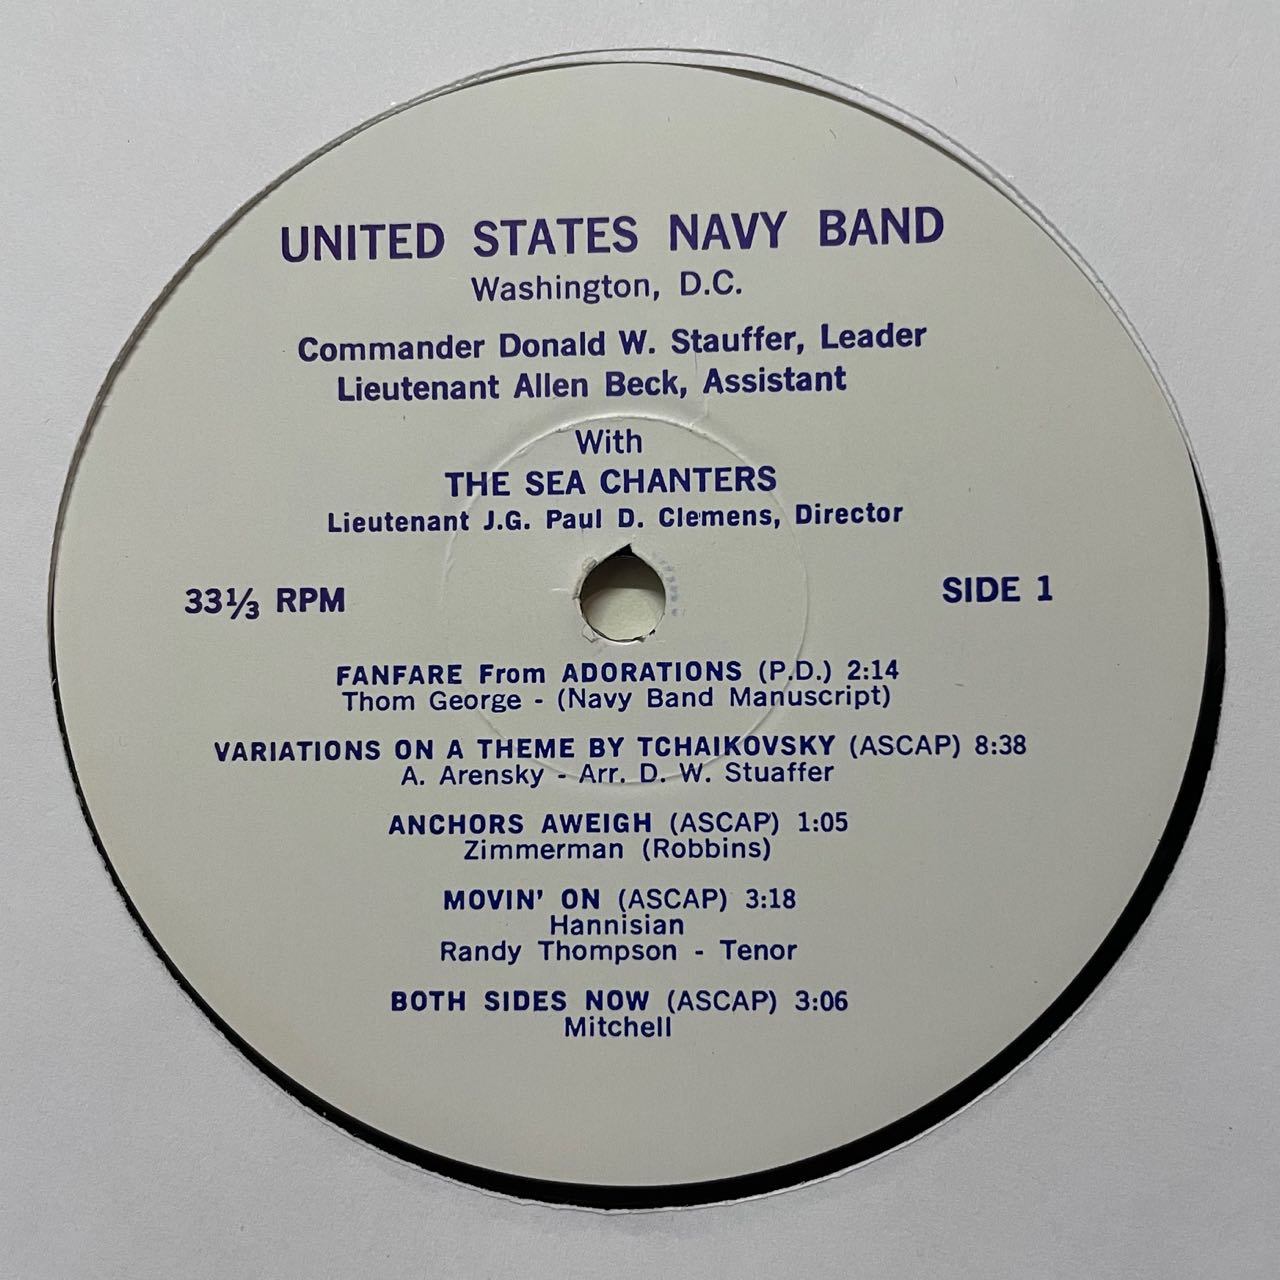 UNITED STATES NAVY BAND
Washington, D.C.
Commander Donald W. Stauffer, Leader
Lieutenant Allen Beck, Assistant
With
THE SEA CHANTERS
Lieutenant J.G. Paul D. Clemens, Director
33⅓ RPM
SIDE 1
FANFARE From ADORATIONS (P.D.) 2:14
Thom George - (Navy Band Manuscript)
VARIATIONS ON A THEME BY TCHAIKOVSKY (ASCAP) 8:38
A. Arensky - Arr. D. W. Stuaffer
ANCHORS AWEIGH (ASCAP) 1:05
Zimmerman (Robbins)
MOVIN' ON (ASCAP) 3:18
Hannisian
Randy Thompson - Tenor
BOTH SIDES NOW (ASCAP) 3:06
Mitchell